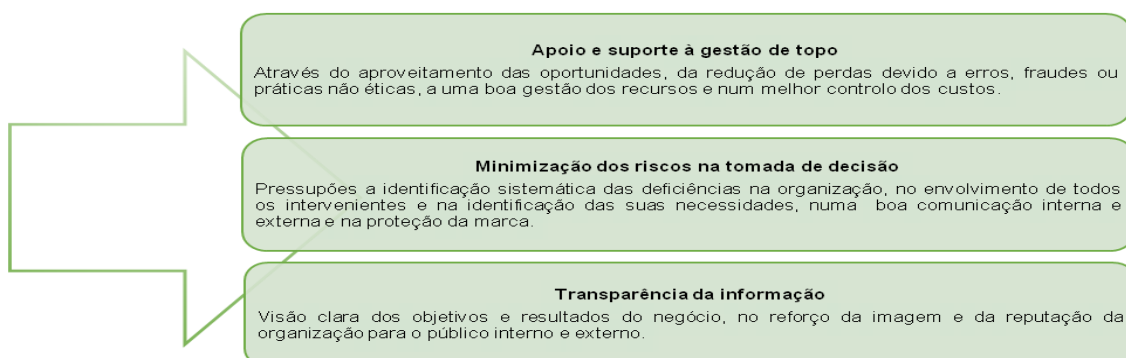 Apoio e suporte à gestão de topo
Através do aproveitamento das oportunidades, da redução de perdas devido a erros, fraudes ou
práticas não éticas, a uma boa gestão dos recursos e num melhor controlo dos custos.
Minimização dos riscos na tomada de decisão
Pressupões a identificação sistemática das deficiências na organização, no envolvimento de todos
os intervenientes e na identificação das suas necessidades, numa boa comunicação interna e
externa e na proteção da marca.
Transparência da informação
Visão clara dos objetivos e resultados do negócio, no reforço da imagem e da reputação da
organização para o público interno e externo.